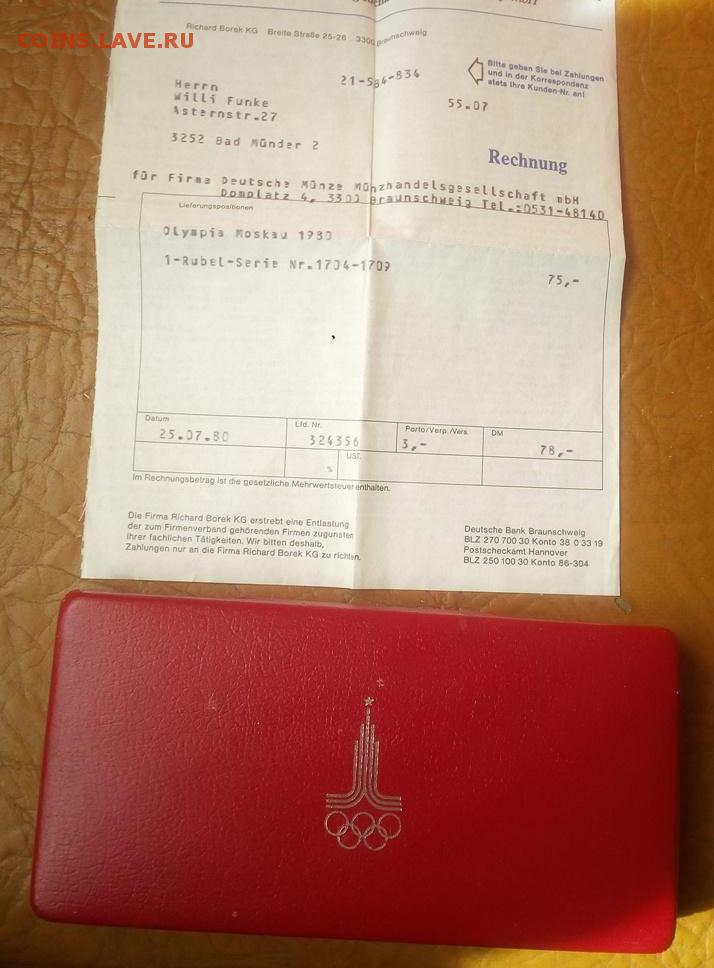 COINS.LAVE.RU
Richard Borek KG Breite Straße 25-26 3300 Braunschweig
21-584-834
Bitte geben Sie bei Zahlungen
und in der Korrespondenz
stets Ihre Kunden-Nr. an!
Herrn
Willi Funke
Asternstr.27
55.07
3252 Bad Münder 2
Rechnung
für Firma Deutsche Münze Münzhandelsgesellschaft mbH
Domplatz 4, 3300 Braunschweig Tel.:0531-48140
Lieferungspositionen
Olympia Moskau 1980
1-Rubel-Serie Nr.1704-1709
75,-
Datum Lfd. Nr. Porto/Verp./Vers. DM
25.07.80 324356 3,- 78,-
% UST.
Im Rechnungsbetrag ist die gesetzliche Mehrwertsteuer enthalten.
Die Firma Richard Borek KG erstrebt eine Entlastung
der zum Firmenverband gehörenden Firmen zugunsten
ihrer fachlichen Tätigkeiten. Wir bitten deshalb,
Zahlungen nur an die Firma Richard Borek KG zu richten.
Deutsche Bank Braunschweig
BLZ 270 700 30 Konto 38 0 33 19
Postscheckamt Hannover
BLZ 250 100 30 Konto 86-304